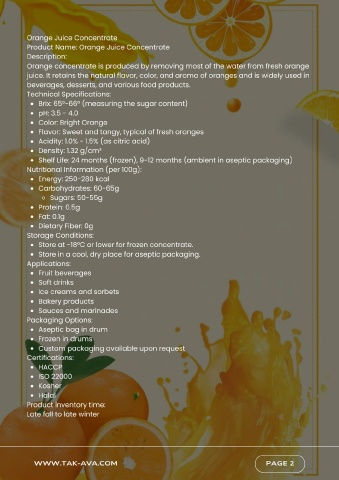 Orange Juice Concentrate
Product Name: Orange Juice Concentrate
Description:
Orange concentrate is produced by removing most of the water from fresh orange
juice. It retains the natural flavor, color, and aroma of oranges and is widely used in
beverages, desserts, and various food products.
Technical Specifications:
• Brix: 65°-66° (measuring the sugar content)
• pH: 3.5 - 4.0
• Color: Bright Orange
• Flavor: Sweet and tangy, typical of fresh oranges
• Acidity: 1.0% - 1.5% (as citric acid)
• Density: 1.32 g/cm³
• Shelf Life: 24 months (frozen), 9-12 months (ambient in aseptic packaging)
Nutritional Information (per 100g):
• Energy: 250-280 kcal
• Carbohydrates: 60-65g
◦ Sugars: 50-55g
• Protein: 0.5g
• Fat: 0.1g
• Dietary Fiber: 0g
Storage Conditions:
• Store at -18°C or lower for frozen concentrate.
• Store in a cool, dry place for aseptic packaging.
Applications:
• Fruit beverages
• Soft drinks
• Ice creams and sorbets
• Bakery products
• Sauces and marinades
Packaging Options:
• Aseptic bag in drum
• Frozen in drums
• Custom packaging available upon request
Certifications:
• HACCP
• ISO 22000
• Kosher
• Halal
Product inventory time:
Late fall to late winter
WWW.TAK-AVA.COM
PAGE 2